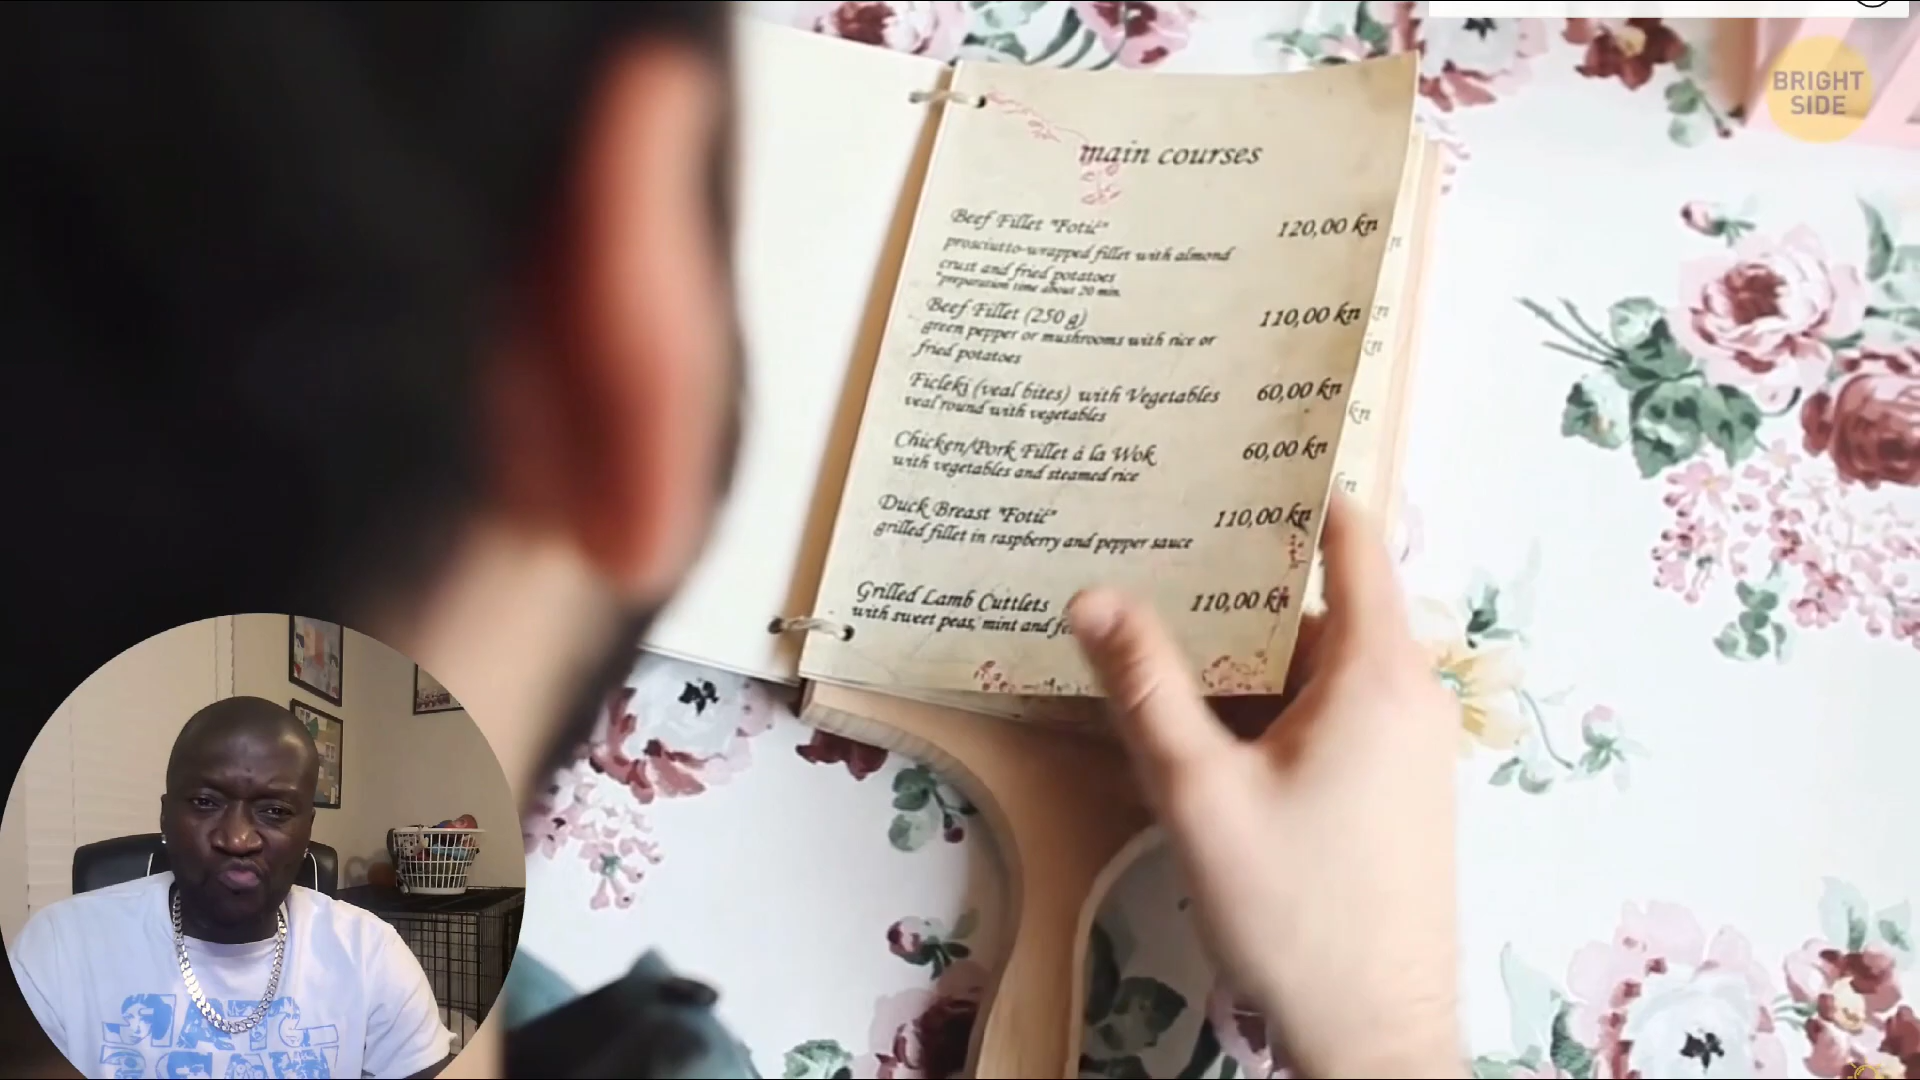 BRIGHT
SIDE
main courses
Beef Fillet "Fotić" 120,00 kn
prosciutto-wrapped fillet with almond
crust and fried potatoes
*preparation time about 20 min.
Beef Fillet (250 g) 110,00 kn
green pepper or mushrooms with rice or
fried potatoes
Ficleki (veal bites) with Vegetables 60,00 kn
veal round with vegetables
Chicken/Pork Fillet á la Wok 60,00 kn
with vegetables and steamed rice
Duck Breast "Fotić" 110,00 kn
grilled fillet in raspberry and pepper sauce
Grilled Lamb Cuttlets 110,00 kn
with sweet peas, mint and
kn
kn
kn
kn